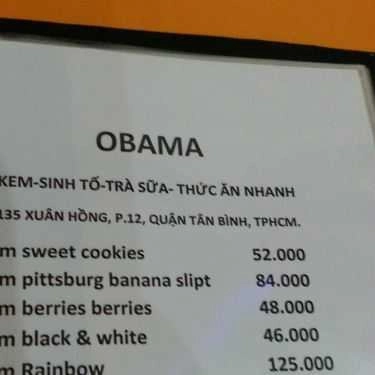 OBAMA
KEM-SINH TỐ-TRÀ SỮA- THỨC ĂN NHANH
135 XUÂN HỒNG, P.12, QUẬN TÂN BÌNH, TPHCM.
m sweet cookies 52.000
m pittsburg banana slipt 84.000
m berries berries 48.000
m black & white 46.000
m Rainbow 125.000